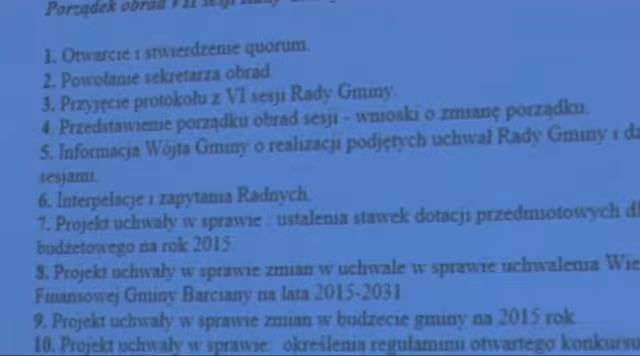 Porządek obrad VII sesji Rady
1. Otwarcie i stwierdzenie quorum.
2. Powołanie sekretarza obrad
3. Przyjęcie protokołu z VI sesji Rady Gminy.
4. Przedstawienie porządku obrad sesji - wnioski o zmianę porządku.
5. Informacja Wójta Gminy o realizacji podjętych uchwał Rady Gminy i
sesjami.
6. Interpelacje i zapytania Radnych.
7. Projekt uchwały w sprawie : ustalenia stawek dotacji przedmiotowych
budżetowego na rok 2015.
8. Projekt uchwały w sprawie zmian w uchwale w sprawie uchwalenia Wie
Finansowej Gminy Barciany na lata 2015-2031
9. Projekt uchwały w sprawie zmian w budżecie gminy na 2015 rok
10. Projekt uchwały w sprawie: określenia regulaminu otwartego konkursu